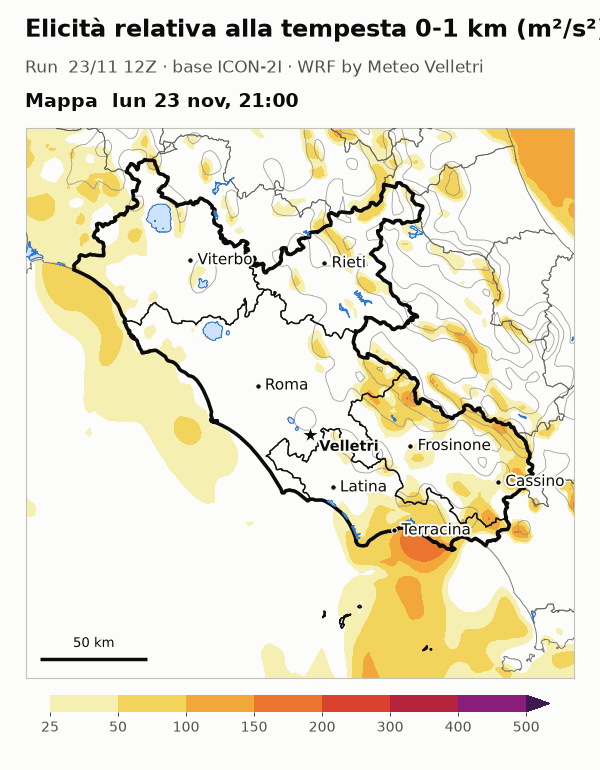 Elicità relativa alla tempesta 0-1 km (m²/s²)
Run  23/11 12Z · base ICON-2I · WRF by Meteo Velletri
Mappa  lun 23 nov, 21:00
Viterbo
Rieti
Roma
Velletri
Frosinone
Cassino
Latina
Terracina
50 km
25 50 100 150 200 300 400 500